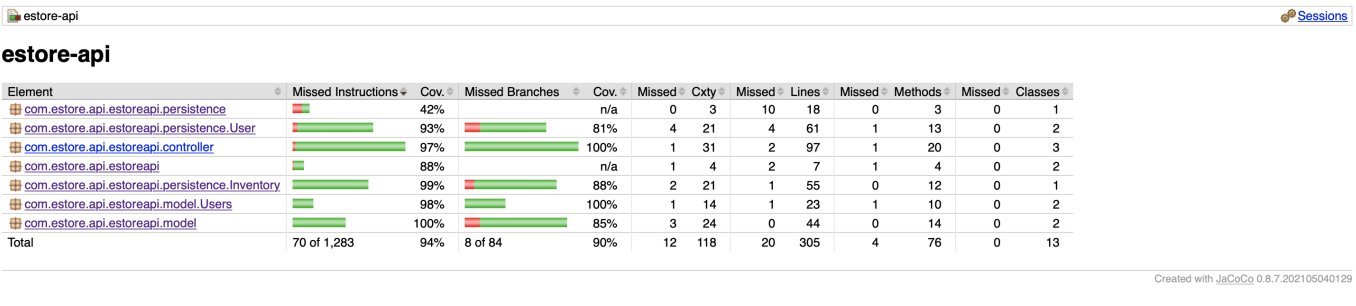 estore-api Sessions
estore-api
Element Missed Instructions Cov. Missed Branches Cov. Missed Cxty Missed Lines Missed Methods Missed Classes
com.estore.api.estoreapi.persistence 42% n/a 0 3 10 18 0 3 0 1
com.estore.api.estoreapi.persistence.User 93% 81% 4 21 4 61 1 13 0 2
com.estore.api.estoreapi.controller 97% 100% 1 31 2 97 1 20 0 3
com.estore.api.estoreapi 88% n/a 1 4 2 7 1 4 0 2
com.estore.api.estoreapi.persistence.Inventory 99% 88% 2 21 1 55 0 12 0 1
com.estore.api.estoreapi.model.Users 98% 100% 1 14 1 23 1 10 0 2
com.estore.api.estoreapi.model 100% 85% 3 24 0 44 0 14 0 2
Total 70 of 1,283 94% 8 of 84 90% 12 118 20 305 4 76 0 13
Created with JaCoCo 0.8.7.202105040129